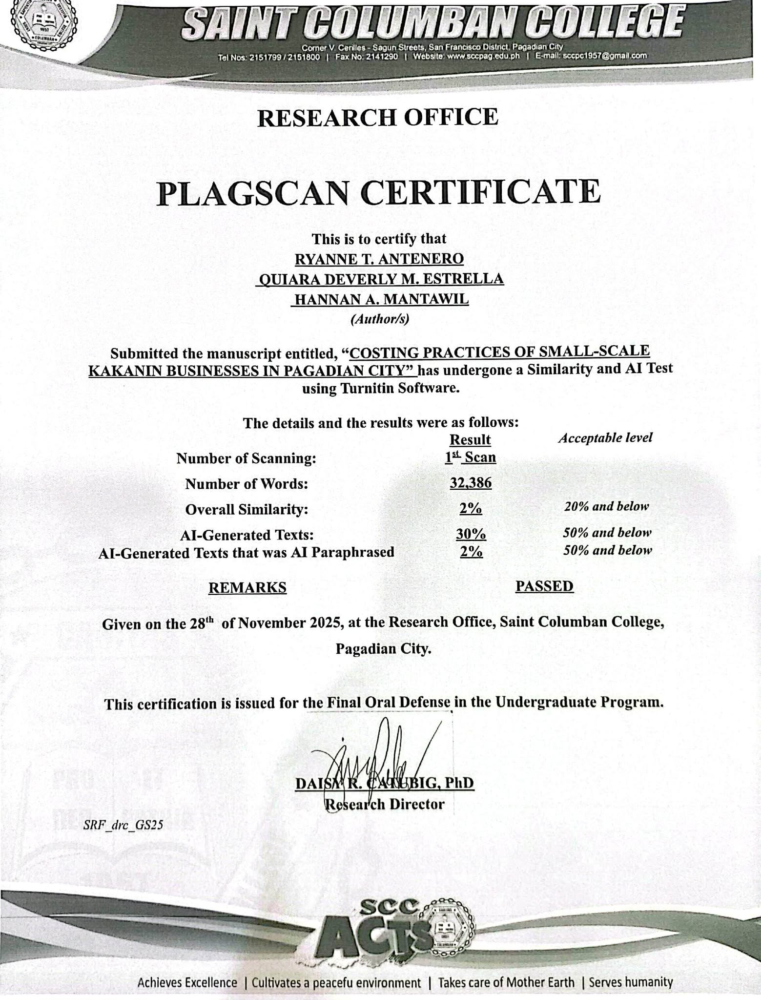 SAINT COLUMBAN COLLEGE
Corner V. Cerilles - Sagun Streets, San Francisco District, Pagadian City
Tel Nos: 2151799 / 2151800 | Fax No: 2141290 | Website: www.sccpag.edu.ph | E-mail: sccpc1957@gmail.com
RESEARCH OFFICE
PLAGSCAN CERTIFICATE
This is to certify that
RYANNE T. ANTENERO
QUIARA DEVERLY M. ESTRELLA
HANNAN A. MANTAWIL
(Author/s)
Submitted the manuscript entitled, “COSTING PRACTICES OF SMALL-SCALE
KAKANIN BUSINESSES IN PAGADIAN CITY” has undergone a Similarity and AI Test
using Turnitin Software.
The details and the results were as follows:
Result Acceptable level
Number of Scanning: 1st Scan
Number of Words: 32,386
Overall Similarity: 2% 20% and below
AI-Generated Texts: 30% 50% and below
AI-Generated Texts that was AI Paraphrased 2% 50% and below
REMARKS PASSED
Given on the 28th of November 2025, at the Research Office, Saint Columban College,
Pagadian City.
This certification is issued for the Final Oral Defense in the Undergraduate Program.
DAISY R. CATUBIG, PhD
Research Director
SRF_drc_GS25
SCC
ACTS
Achieves Excellence | Cultivates a peacefu environment | Takes care of Mother Earth | Serves humanity